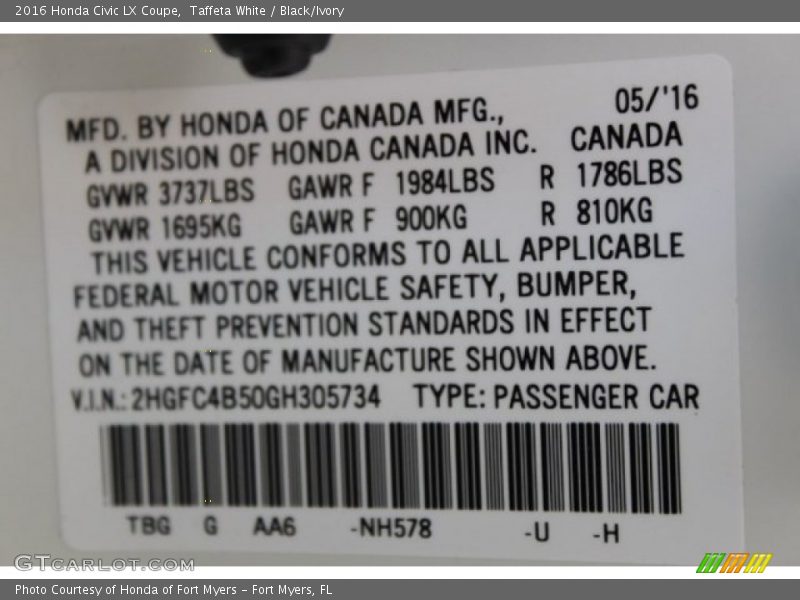 2016 Honda Civic LX Coupe,  Taffeta White / Black/Ivory
05/'16
MFD. BY HONDA OF CANADA MFG.,
A DIVISION OF HONDA CANADA INC. CANADA
GVWR 3737LBS GAWR F 1984LBS R 1786LBS
GVWR 1695KG GAWR F 900KG R 810KG
THIS VEHICLE CONFORMS TO ALL APPLICABLE
FEDERAL MOTOR VEHICLE SAFETY, BUMPER,
AND THEFT PREVENTION STANDARDS IN EFFECT
ON THE DATE OF MANUFACTURE SHOWN ABOVE.
V.I.N.: 2HGFC4B50GH305734 TYPE: PASSENGER CAR
TBG G AA6 -NH578 -U -H
GTCARLOT.COM
Photo Courtesy of Honda of Fort Myers – Fort Myers, FL